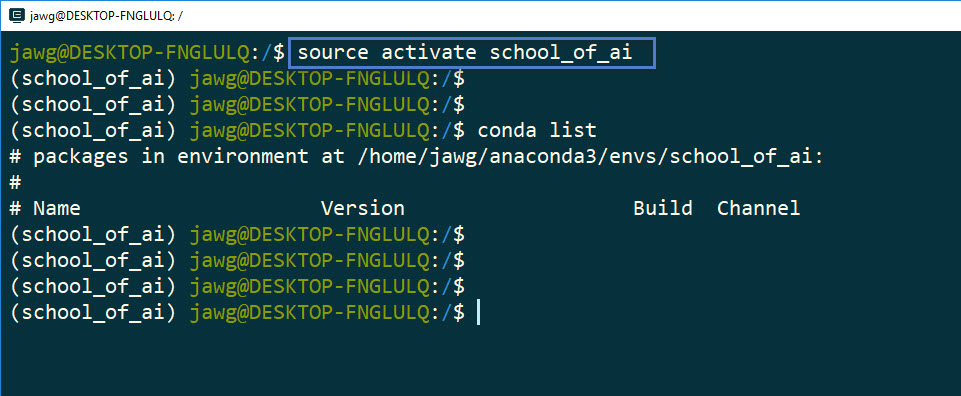 jawg@DESKTOP-FNGLULQ: /
jawg@DESKTOP-FNGLULQ:/$ source activate school_of_ai
(school_of_ai) jawg@DESKTOP-FNGLULQ:/$
(school_of_ai) jawg@DESKTOP-FNGLULQ:/$
(school_of_ai) jawg@DESKTOP-FNGLULQ:/$ conda list
# packages in environment at /home/jawg/anaconda3/envs/school_of_ai:
#
# Name                    Version                   Build  Channel
(school_of_ai) jawg@DESKTOP-FNGLULQ:/$
(school_of_ai) jawg@DESKTOP-FNGLULQ:/$
(school_of_ai) jawg@DESKTOP-FNGLULQ:/$
(school_of_ai) jawg@DESKTOP-FNGLULQ:/$